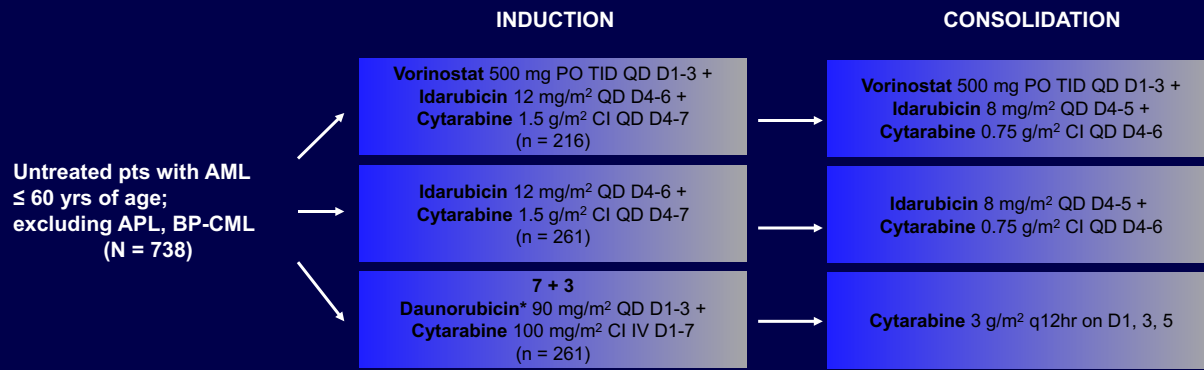 INDUCTION
CONSOLIDATION
Untreated pts with AML
≤ 60 yrs of age;
excluding APL, BP-CML
(N = 738)
Vorinostat 500 mg PO TID QD D1-3 +
Idarubicin 12 mg/m² QD D4-6 +
Cytarabine 1.5 g/m² CI QD D4-7
(n = 216)
Vorinostat 500 mg PO TID QD D1-3 +
Idarubicin 8 mg/m² QD D4-5 +
Cytarabine 0.75 g/m² CI QD D4-6
Idarubicin 12 mg/m² QD D4-6 +
Cytarabine 1.5 g/m² CI QD D4-7
(n = 261)
Idarubicin 8 mg/m² QD D4-5 +
Cytarabine 0.75 g/m² CI QD D4-6
7 + 3
Daunorubicin* 90 mg/m² QD D1-3 +
Cytarabine 100 mg/m² CI IV D1-7
(n = 261)
Cytarabine 3 g/m² q12hr on D1, 3, 5